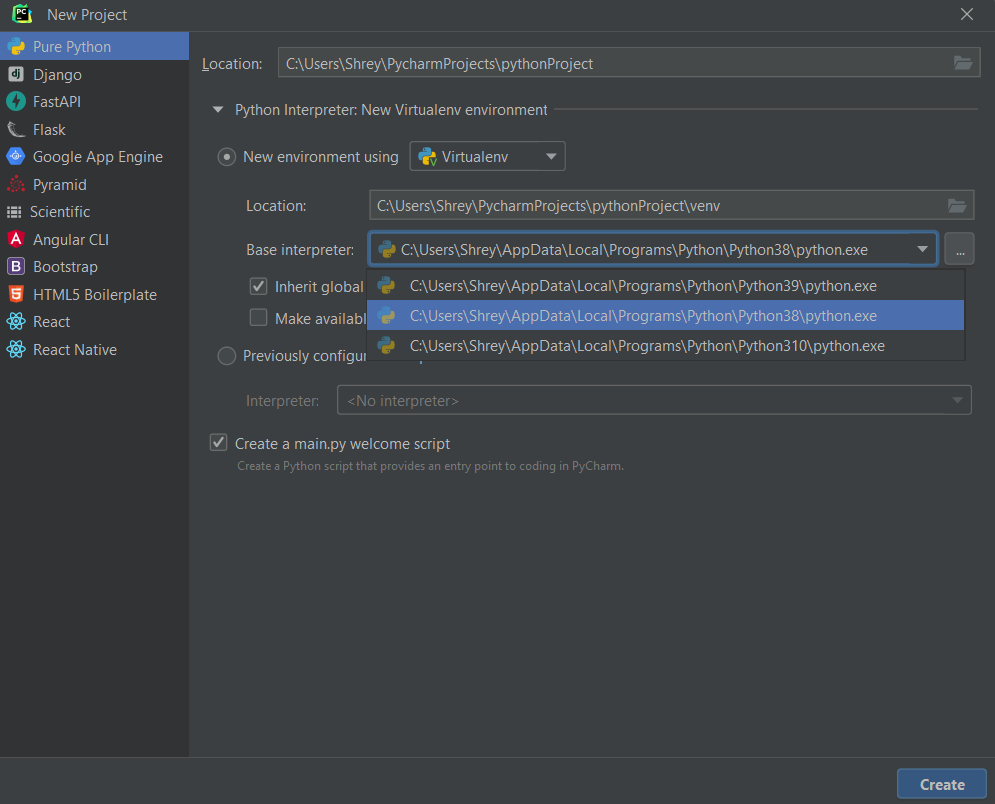 New Project
Pure Python
Django
FastAPI
Flask
Google App Engine
Pyramid
Scientific
Angular CLI
Bootstrap
HTML5 Boilerplate
React
React Native
Location: C:\Users\Shrey\PycharmProjects\pythonProject
Python Interpreter: New Virtualenv environment
New environment using Virtualenv
Location: C:\Users\Shrey\PycharmProjects\pythonProject\venv
Base interpreter: C:\Users\Shrey\AppData\Local\Programs\Python\Python38\python.exe ...
Inherit global C:\Users\Shrey\AppData\Local\Programs\Python\Python39\python.exe
Make availabl C:\Users\Shrey\AppData\Local\Programs\Python\Python38\python.exe
C:\Users\Shrey\AppData\Local\Programs\Python\Python310\python.exe
Previously configur
Interpreter: <No interpreter>
Create a main.py welcome script
Create a Python script that provides an entry point to coding in PyCharm.
Create